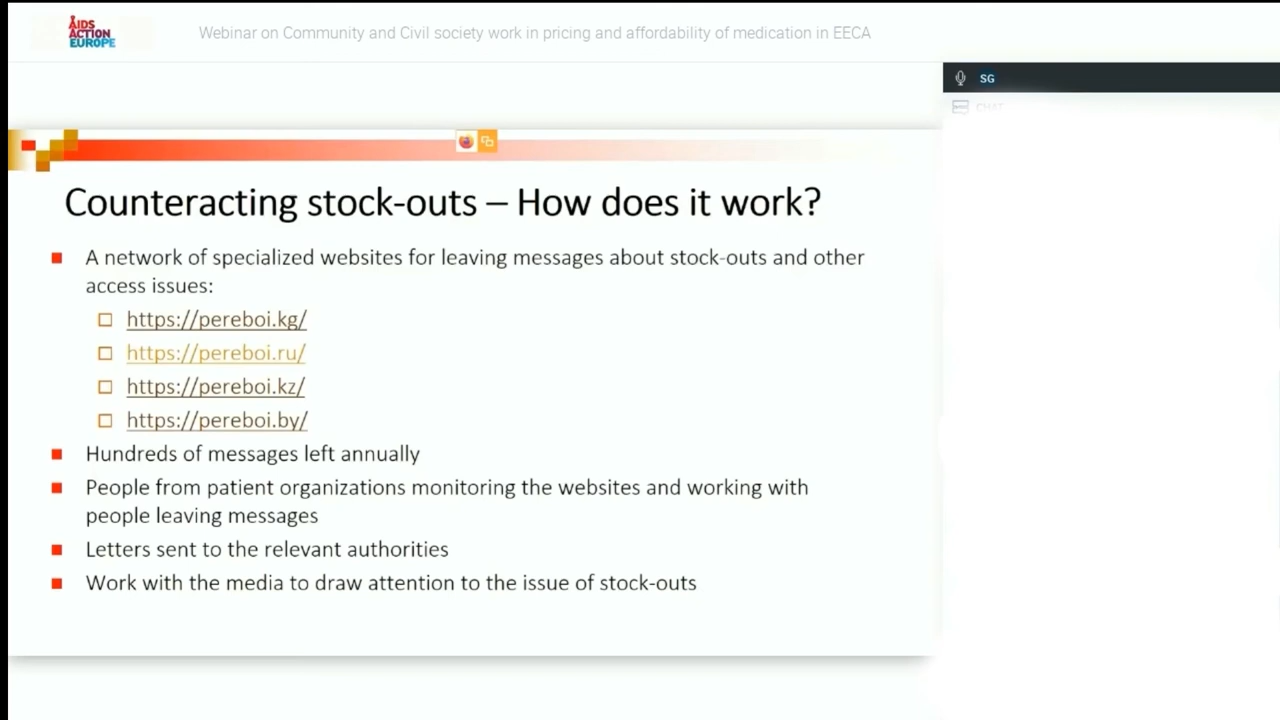 AIDS
ACTION
EUROPE
Webinar on Community and Civil society work in pricing and affordability of medication in EECA
SG
CHAT
Counteracting stock-outs – How does it work?
A network of specialized websites for leaving messages about stock-outs and other
access issues:
https://pereboi.kg/
https://pereboi.ru/
https://pereboi.kz/
https://pereboi.by/
Hundreds of messages left annually
People from patient organizations monitoring the websites and working with
people leaving messages
Letters sent to the relevant authorities
Work with the media to draw attention to the issue of stock-outs